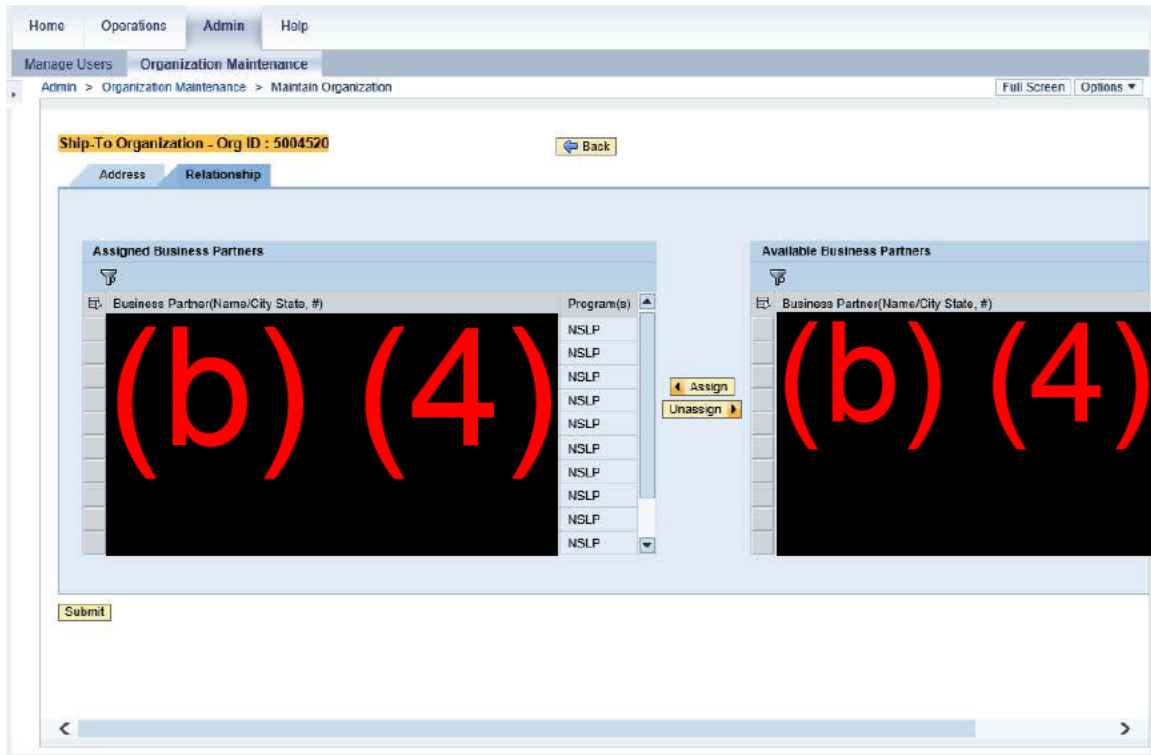 Home Operations Admin Help
Manage Users Organization Maintenance
Admin > Organization Maintenance > Maintain Organization Full Screen Options
Ship-To Organization - Org ID : 5004520 Back
Address Relationship
Assigned Business Partners
Business Partner(Name/City State, #) Program(s)
(b) (4)
NSLP
NSLP
NSLP
NSLP
NSLP
NSLP
NSLP
NSLP
NSLP
NSLP
Assign
Unassign
Available Business Partners
Business Partner(Name/City State, #)
(b) (4)
Submit